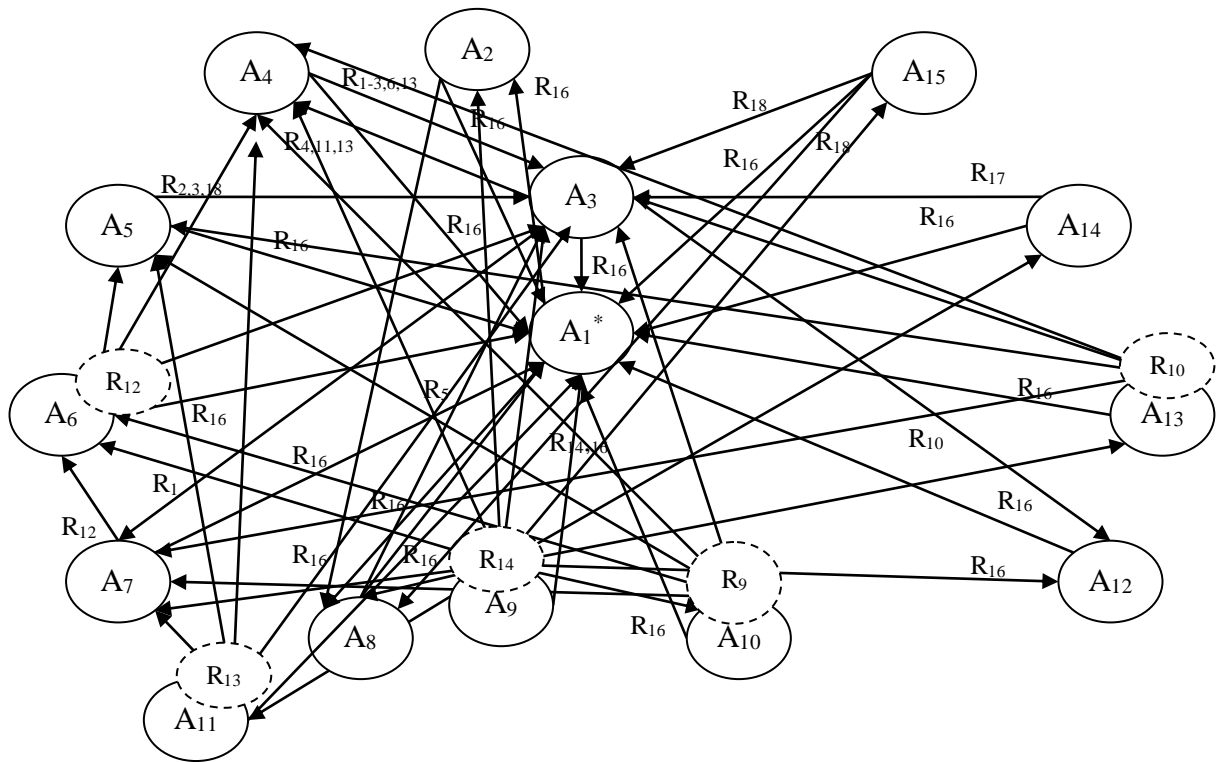 A2
A4
A15
R1-3,6,13
R16
R18
R16
R4,11,13
R18
R16
R17
R2,3,18
A3
A5
R16
A14
R16
R16
R16
A1*
R12
R10
R5
R16
A6
R16
A13
R10
R14,16
R16
R1
R16
R16
R12
R16
R16
R14
R16
R9
A7
A12
A9
R16
A8
A10
R13
A11